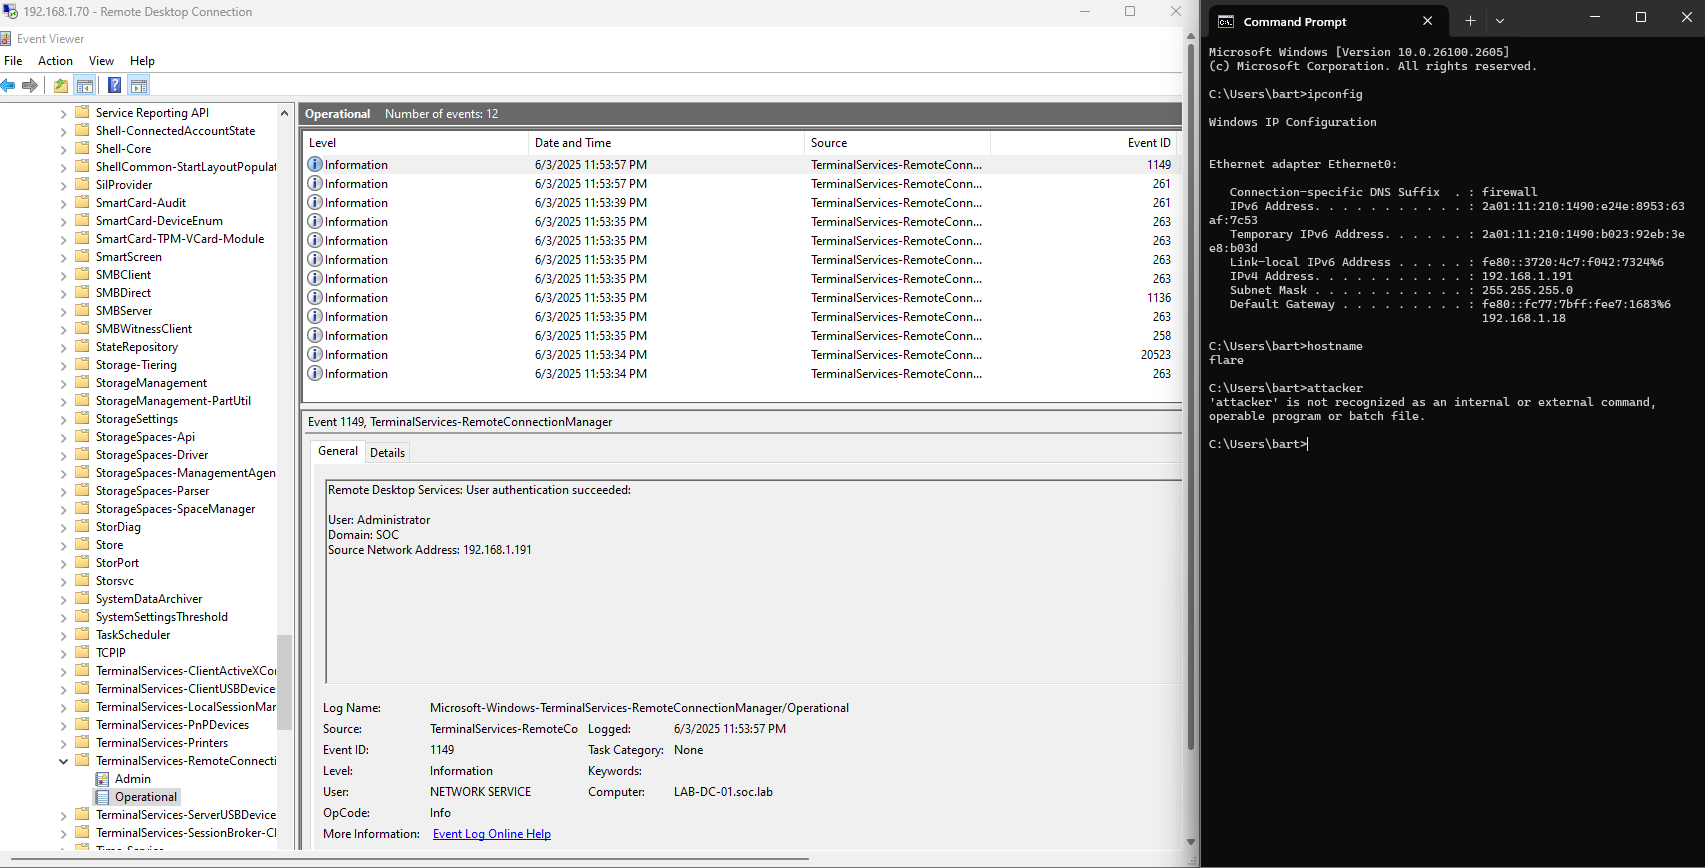 192.168.1.70 - Remote Desktop Connection
Event Viewer
File Action View Help
Service Reporting API
Shell-ConnectedAccountState
Shell-Core
ShellCommon-StartLayoutPopulat
SilProvider
SmartCard-Audit
SmartCard-DeviceEnum
SmartCard-TPM-VCard-Module
SmartScreen
SMBClient
SMBDirect
SMBServer
SMBWitnessClient
StateRepository
Storage-Tiering
StorageManagement
StorageManagement-PartUtil
StorageSettings
StorageSpaces-Api
StorageSpaces-Driver
StorageSpaces-ManagementAgen
StorageSpaces-Parser
StorageSpaces-SpaceManager
StorDiag
Store
StorPort
Storsvc
SystemDataArchiver
SystemSettingsThreshold
TaskScheduler
TCPIP
TerminalServices-ClientActiveXCo
TerminalServices-ClientUSBDevice
TerminalServices-LocalSessionMar
TerminalServices-PnPDevices
TerminalServices-Printers
TerminalServices-RemoteConnecti
Admin
Operational
TerminalServices-ServerUSBDevice
TerminalServices-SessionBroker-Cl
Time-Service
Operational Number of events: 12
Level Date and Time Source Event ID
Information 6/3/2025 11:53:57 PM TerminalServices-RemoteConn... 1149
Information 6/3/2025 11:53:57 PM TerminalServices-RemoteConn... 261
Information 6/3/2025 11:53:39 PM TerminalServices-RemoteConn... 261
Information 6/3/2025 11:53:35 PM TerminalServices-RemoteConn... 263
Information 6/3/2025 11:53:35 PM TerminalServices-RemoteConn... 263
Information 6/3/2025 11:53:35 PM TerminalServices-RemoteConn... 263
Information 6/3/2025 11:53:35 PM TerminalServices-RemoteConn... 263
Information 6/3/2025 11:53:35 PM TerminalServices-RemoteConn... 1136
Information 6/3/2025 11:53:35 PM TerminalServices-RemoteConn... 263
Information 6/3/2025 11:53:35 PM TerminalServices-RemoteConn... 258
Information 6/3/2025 11:53:34 PM TerminalServices-RemoteConn... 20523
Information 6/3/2025 11:53:34 PM TerminalServices-RemoteConn... 263
Event 1149, TerminalServices-RemoteConnectionManager
General Details
Remote Desktop Services: User authentication succeeded:
User: Administrator
Domain: SOC
Source Network Address: 192.168.1.191
Log Name: Microsoft-Windows-TerminalServices-RemoteConnectionManager/Operational
Source: TerminalServices-RemoteCo Logged: 6/3/2025 11:53:57 PM
Event ID: 1149 Task Category: None
Level: Information Keywords:
User: NETWORK SERVICE Computer: LAB-DC-01.soc.lab
OpCode: Info
More Information: Event Log Online Help
Command Prompt
Microsoft Windows [Version 10.0.26100.2605]
(c) Microsoft Corporation. All rights reserved.
C:\Users\bart>ipconfig
Windows IP Configuration
Ethernet adapter Ethernet0:
Connection-specific DNS Suffix . : firewall
IPv6 Address. . . . . . . . . . . : 2a01:11:210:1490:e24e:8953:63
af:7c53
Temporary IPv6 Address. . . . . . : 2a01:11:210:1490:b023:92eb:3e
e8:b03d
Link-local IPv6 Address . . . . . : fe80::3720:4c7:f042:7324%6
IPv4 Address. . . . . . . . . . . : 192.168.1.191
Subnet Mask . . . . . . . . . . . : 255.255.255.0
Default Gateway . . . . . . . . . : fe80::fc77:7bff:fee7:1683%6
192.168.1.18
C:\Users\bart>hostname
flare
C:\Users\bart>attacker
'attacker' is not recognized as an internal or external command,
operable program or batch file.
C:\Users\bart>